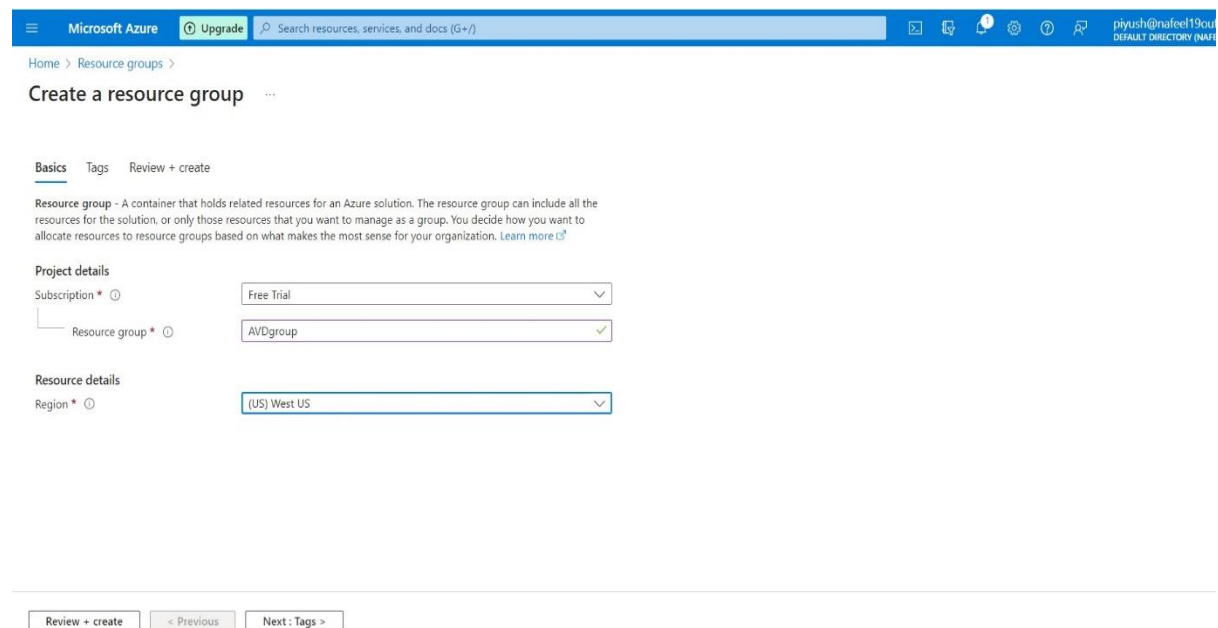 Microsoft Azure
Upgrade
Search resources, services, and docs (G+/)
1
piyush@nafeel19out
DEFAULT DIRECTORY (NAFE
Home > Resource groups >
Create a resource group ...
Basics Tags Review + create
Resource group - A container that holds related resources for an Azure solution. The resource group can include all the
resources for the solution, or only those resources that you want to manage as a group. You decide how you want to
allocate resources to resource groups based on what makes the most sense for your organization. Learn more
Project details
Subscription * Free Trial
Resource group * AVDgroup
Resource details
Region * (US) West US
Review + create < Previous Next : Tags >